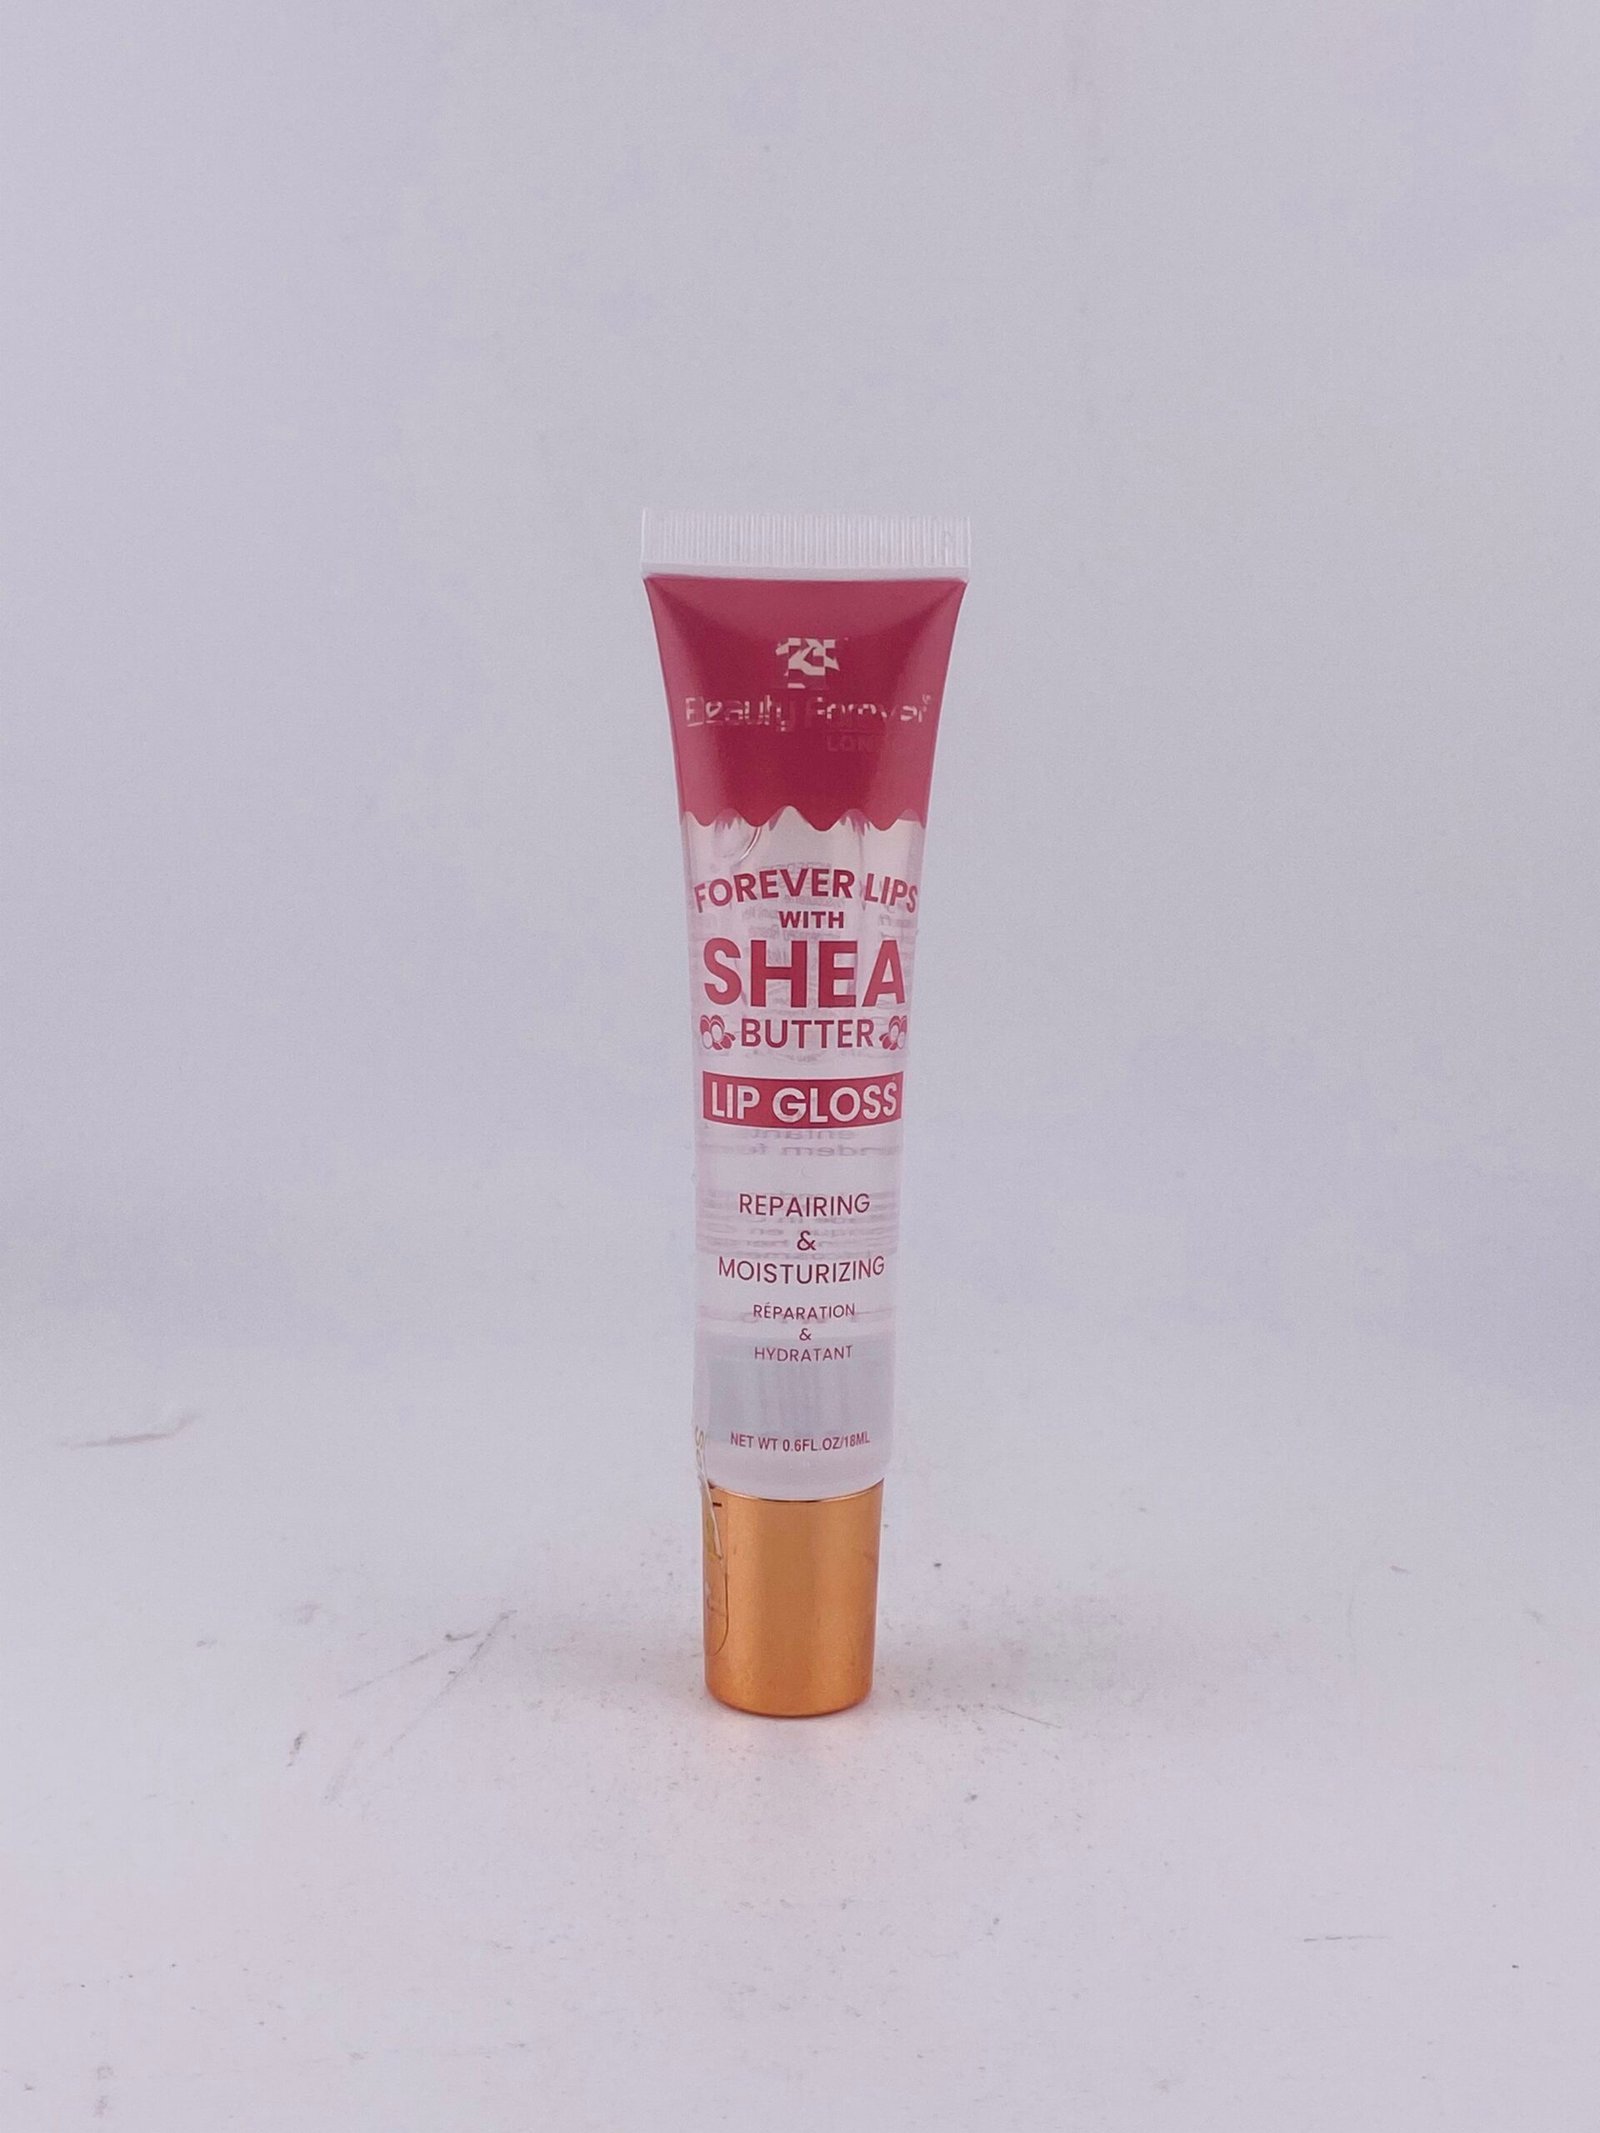 Beauty Forever
FOREVER LIPS
WITH
SHEA
BUTTER
LIP GLOSS
REPAIRING
&
MOISTURIZING
RÉPARATION
&
HYDRATANT
NET WT 0.6FL.OZ/18ML